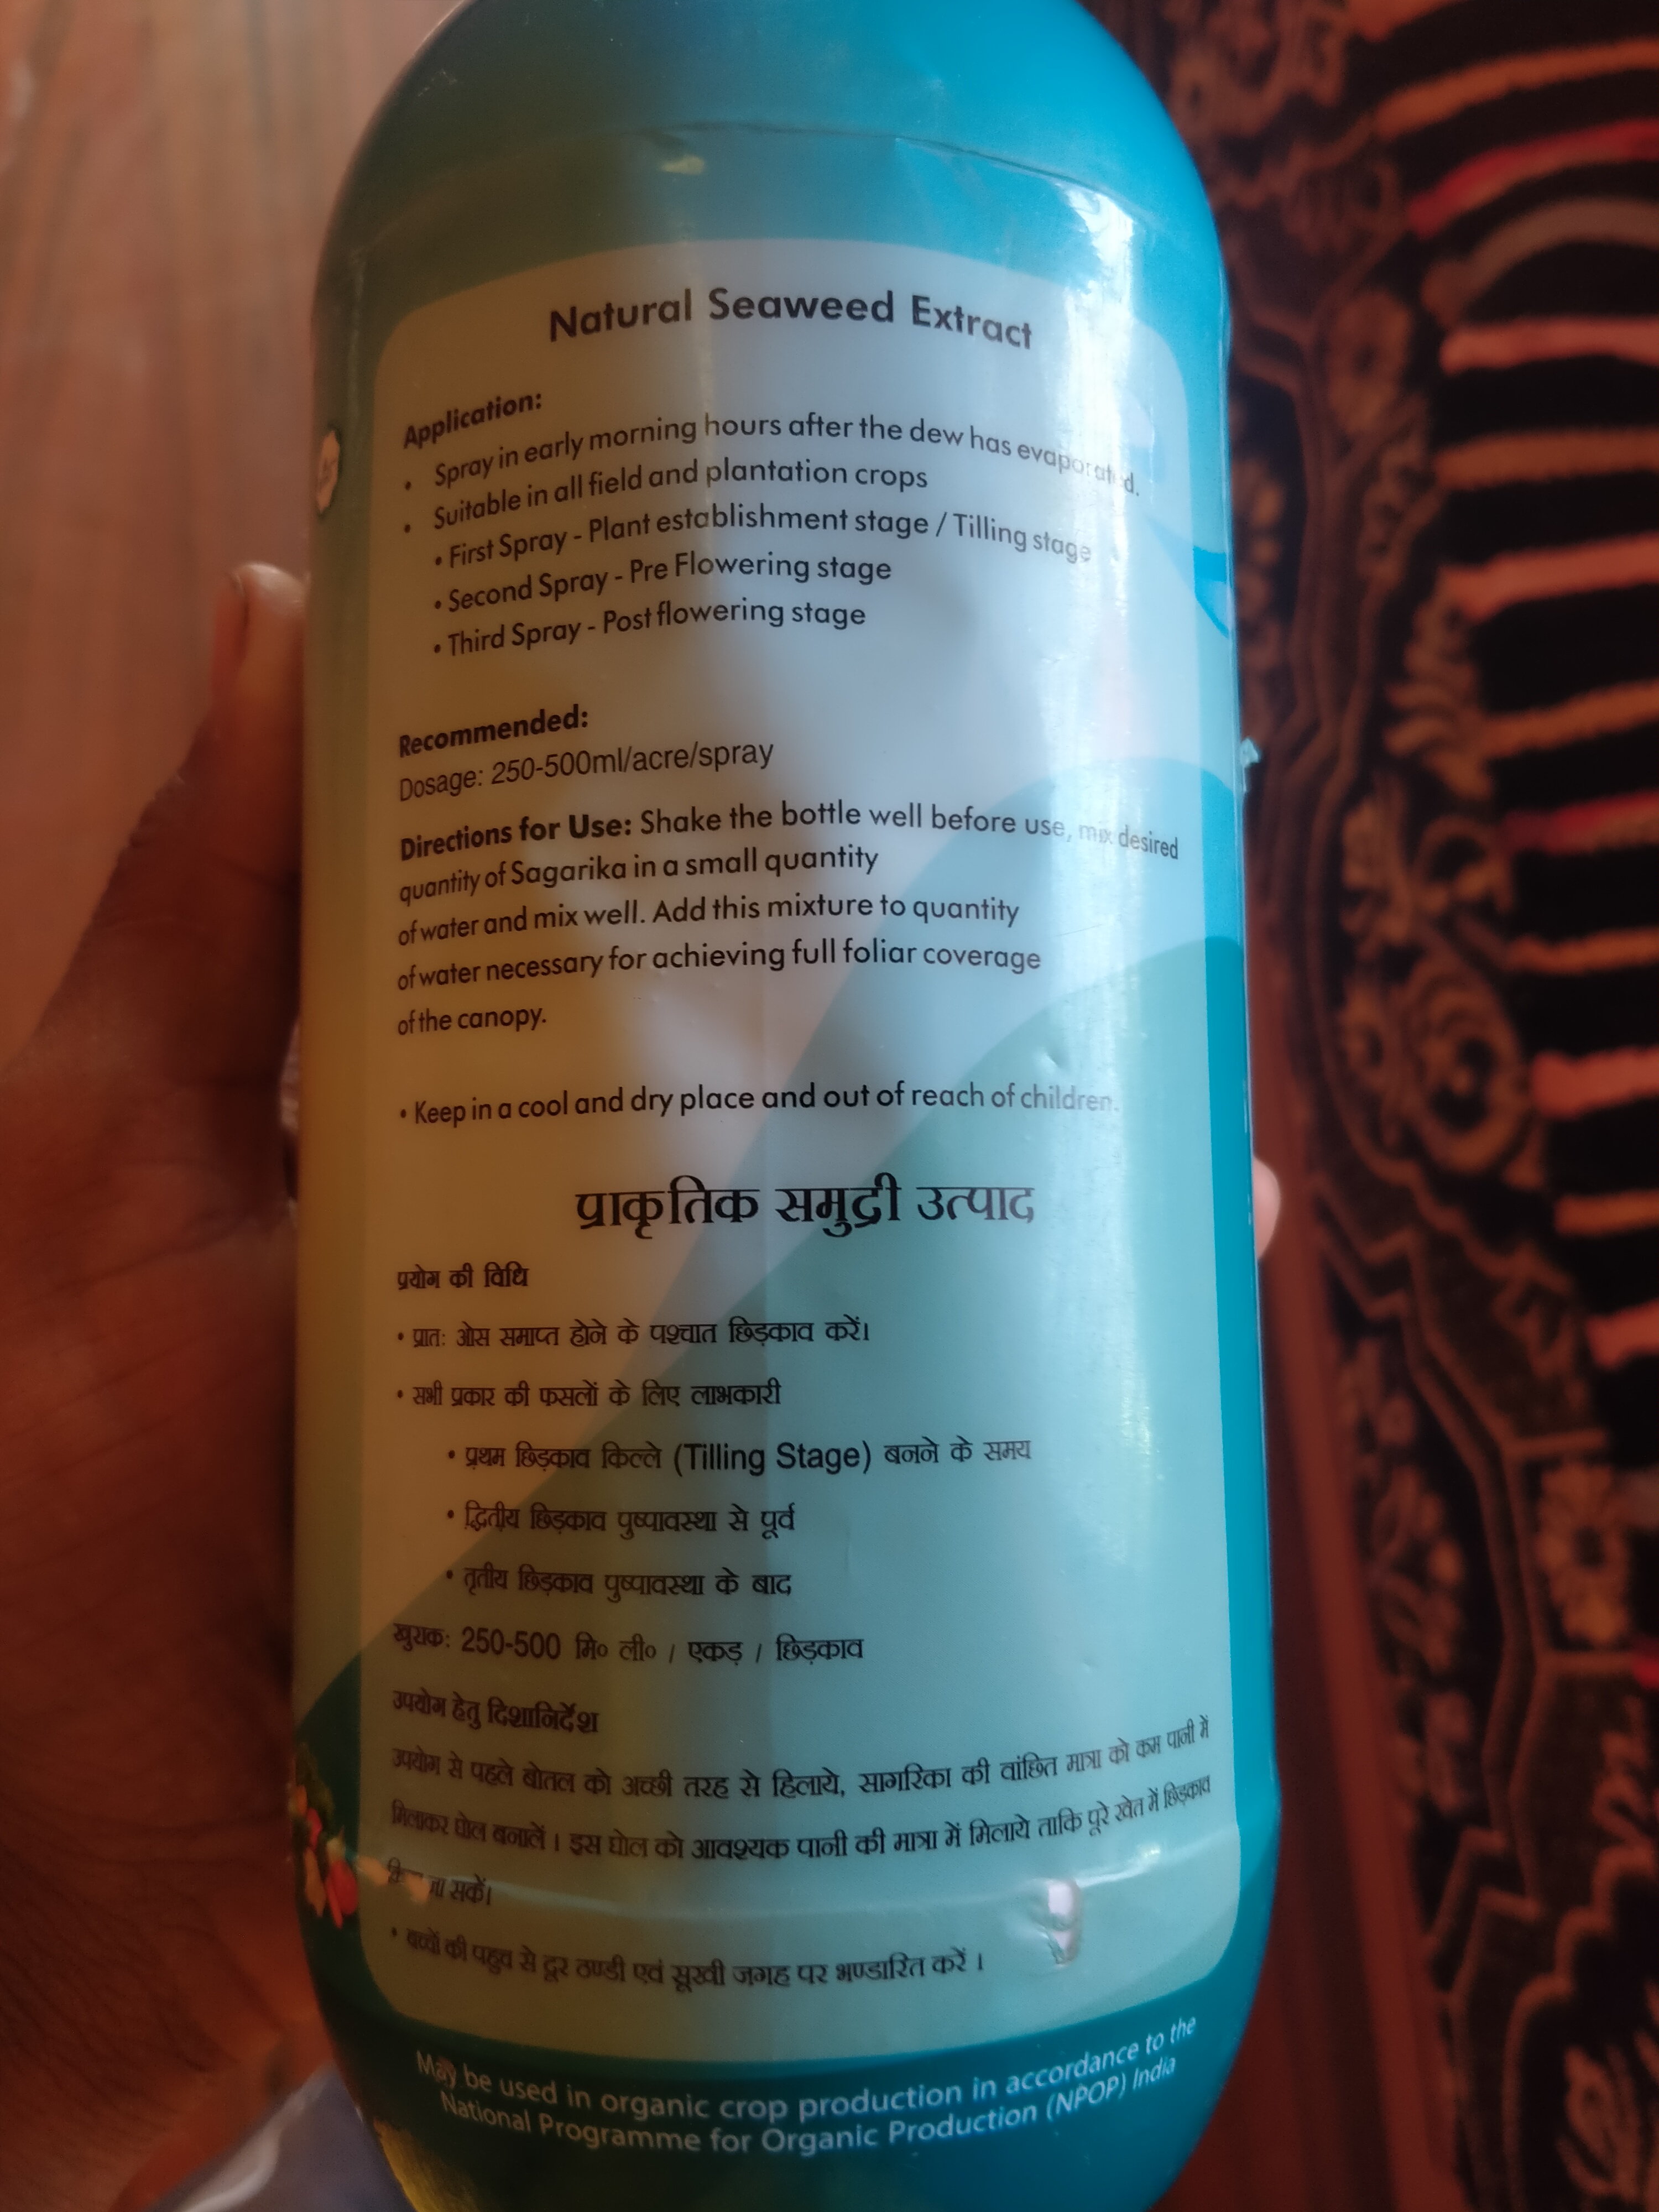 Natural Seaweed Extract
Application:
• Spray in early morning hours after the dew has evaporated.
• Suitable in all field and plantation crops
• First Spray - Plant establishment stage / Tilling stage
• Second Spray - Pre Flowering stage
• Third Spray - Post flowering stage
Recommended:
Dosage: 250-500ml/acre/spray
Directions for Use: Shake the bottle well before use, mix desired
quantity of Sagarika in a small quantity
of water and mix well. Add this mixture to quantity
of water necessary for achieving full foliar coverage
of the canopy.
• Keep in a cool and dry place and out of reach of children.
प्राकृतिक समुद्री उत्पाद
प्रयोग की विधि
• प्रातः ओस समाप्त होने के पश्चात छिड़काव करें।
• सभी प्रकार की फसलों के लिए लाभकारी
• प्रथम छिड़काव किल्ले (Tilling Stage) बनने के समय
• द्वितीय छिड़काव पुष्पावस्था से पूर्व
• तृतीय छिड़काव पुष्पावस्था के बाद
खुराक: 250-500 मि० ली० / एकड़ / छिड़काव
उपयोग हेतु दिशानिर्देश
उपयोग से पहले बोतल को अच्छी तरह से हिलाये, सागरिका की वांछित मात्रा को कम पानी में
मिलाकर घोल बनालें । इस घोल को आवश्यक पानी की मात्रा में मिलाये ताकि पूरे खेत में छिड़काव
जा सकें।
• बच्चों की पहुच से दूर ठण्डी एवं सूखी जगह पर भण्डारित करें ।
May be used in organic crop production in accordance to the
National Programme for Organic Production (NPOP) India